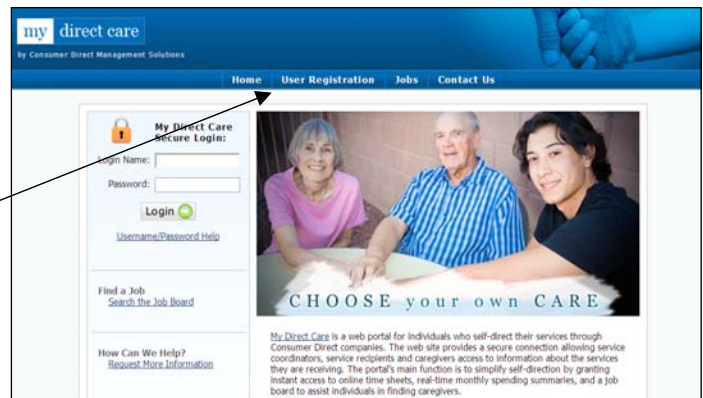 my direct care
by Consumer Direct Management Solutions
Home User Registration Jobs Contact Us
My Direct Care
Secure Login:
Login Name:
Password:
Login
Username/Password Help
Find a Job
Search the Job Board
How Can We Help?
Request More Information
CHOOSE your own CARE
My Direct Care is a web portal for individuals who self-direct their services through
Consumer Direct companies. The web site provides a secure connection allowing service
coordinators, service recipients and caregivers access to information about the services
they are receiving. The portal's main function is to simplify self-direction by granting
instant access to online time sheets, real-time monthly spending summaries, and a job
board to assist individuals in finding caregivers.